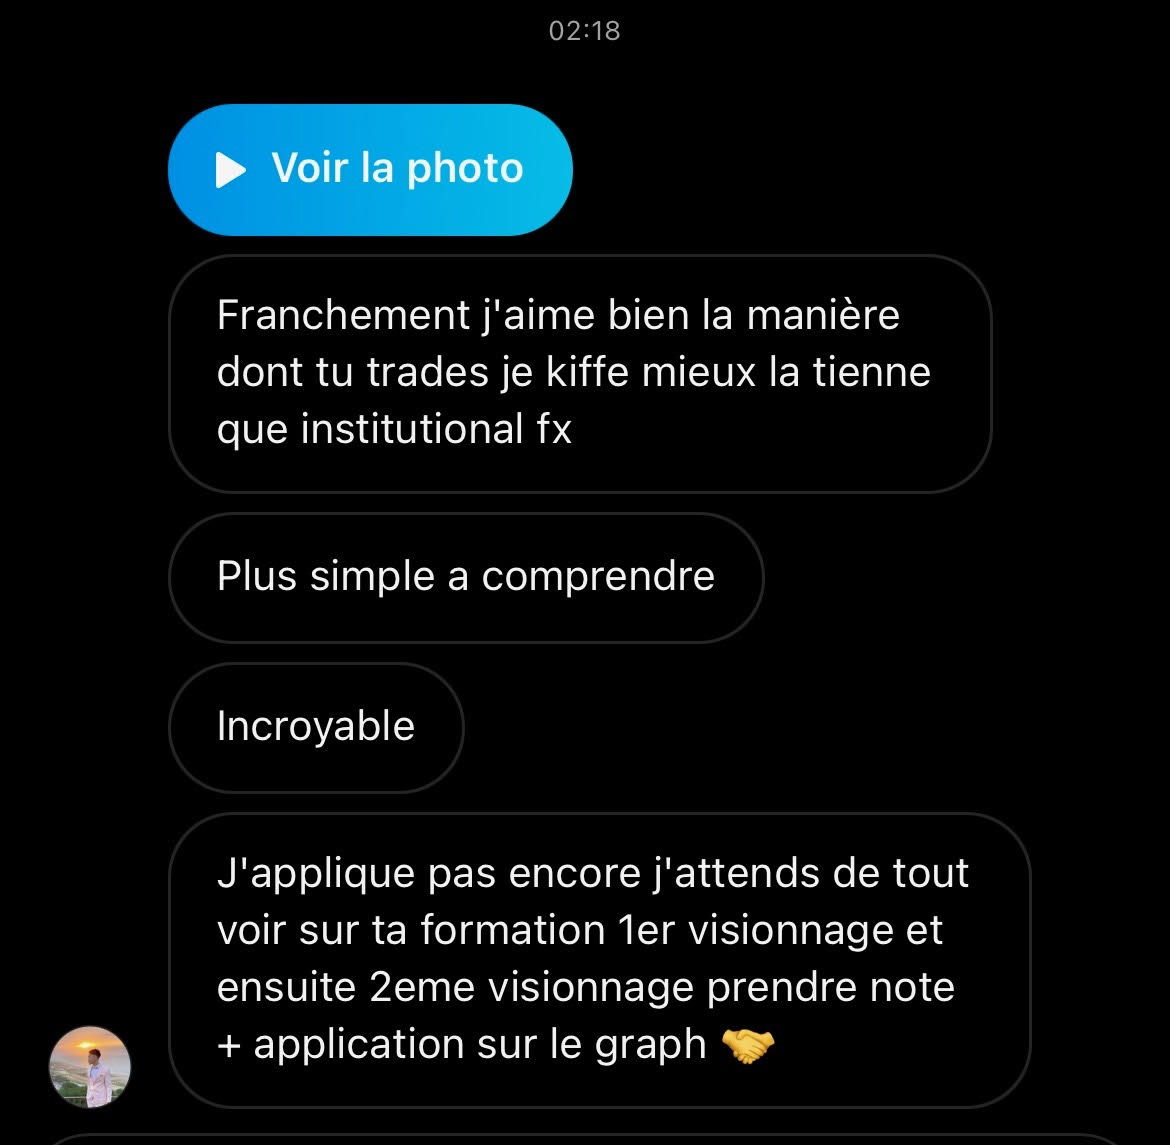 02:18
Voir la photo
Franchement j'aime bien la manière
dont tu trades je kiffe mieux la tienne
que institutional fx
Plus simple a comprendre
Incroyable
J'applique pas encore j'attends de tout
voir sur ta formation 1er visionnage et
ensuite 2eme visionnage prendre note
+ application sur le graph 🤝